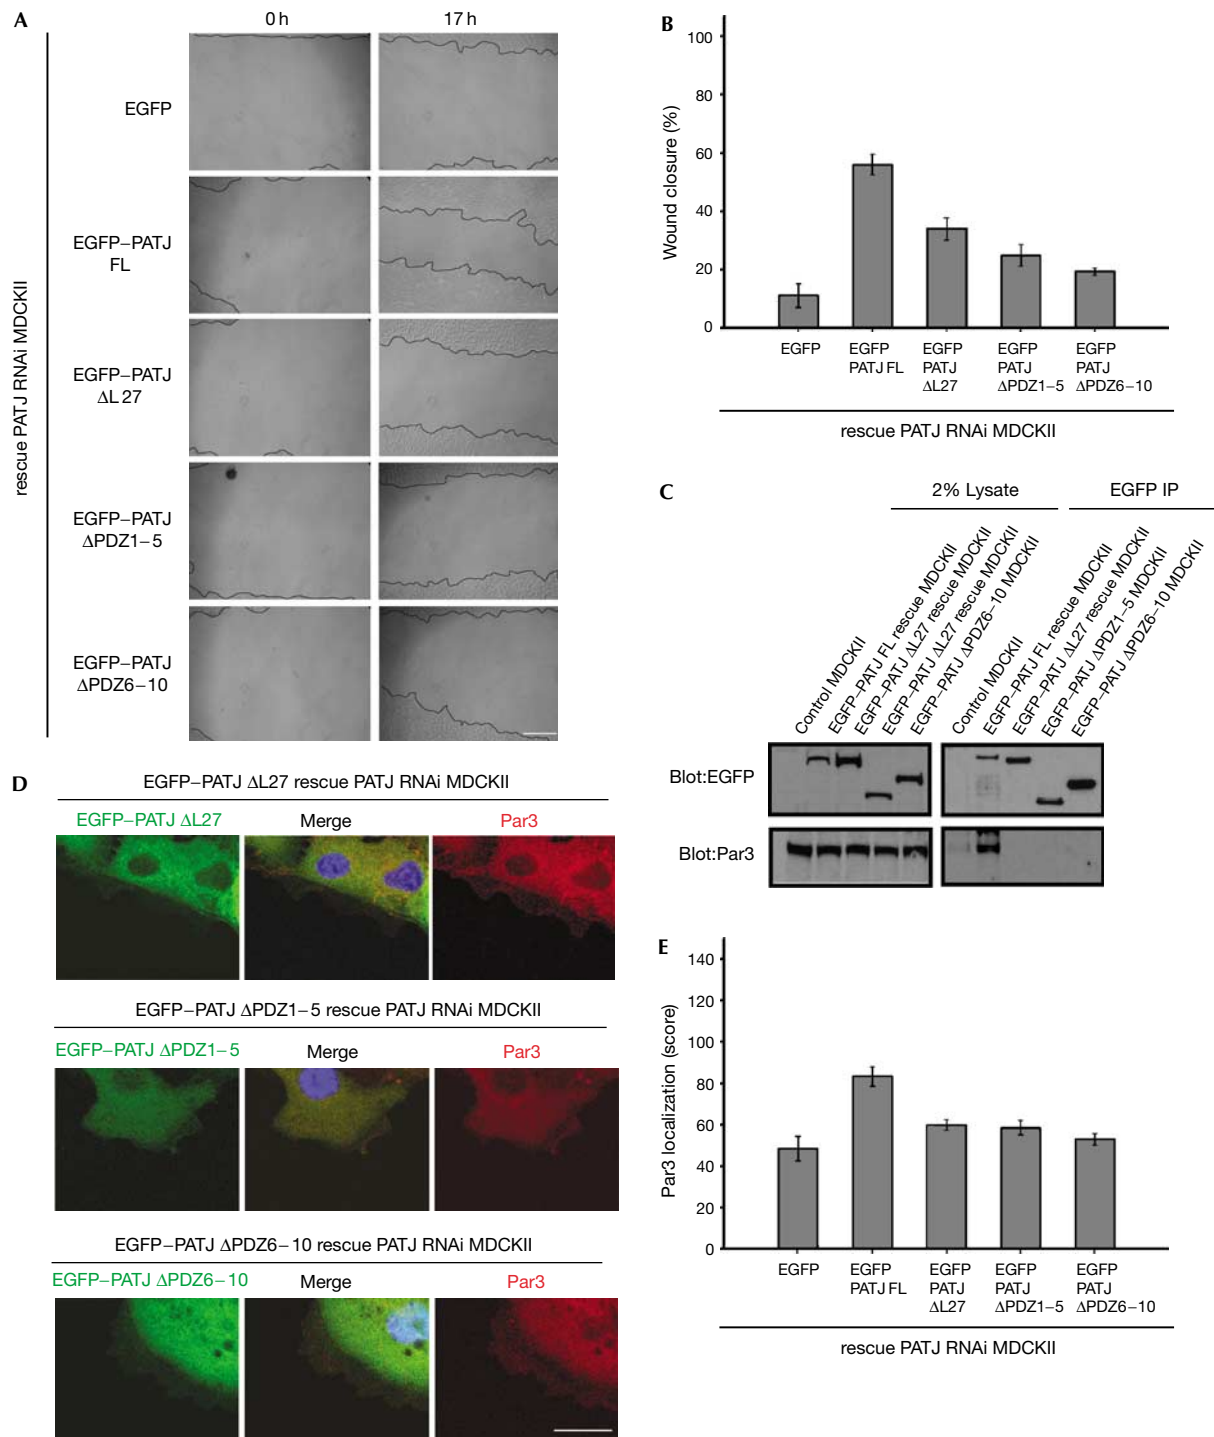 A
0 h
17 h
rescue PATJ RNAi MDCKII
EGFP
EGFP–PATJ
FL
EGFP–PATJ
ΔL27
EGFP–PATJ
ΔPDZ1–5
EGFP–PATJ
ΔPDZ6–10
B
Wound closure (%)
100
80
60
40
20
0
EGFP
EGFP
PATJ FL
EGFP
PATJ
ΔL27
EGFP
PATJ
ΔPDZ1–5
EGFP
PATJ
ΔPDZ6–10
rescue PATJ RNAi MDCKII
C
2% Lysate
EGFP IP
Control MDCKII
EGFP–PATJ FL rescue MDCKII
EGFP–PATJ ΔL27 rescue MDCKII
EGFP–PATJ ΔL27 rescue MDCKII
EGFP–PATJ ΔPDZ6–10 MDCKII
Control MDCKII
EGFP–PATJ FL rescue MDCKII
EGFP–PATJ ΔL27 rescue MDCKII
EGFP–PATJ ΔPDZ1–5 MDCKII
EGFP–PATJ ΔPDZ6–10 MDCKII
Blot:EGFP
Blot:Par3
D
EGFP–PATJ ΔL27 rescue PATJ RNAi MDCKII
EGFP–PATJ ΔL27
Merge
Par3
EGFP–PATJ ΔPDZ1–5 rescue PATJ RNAi MDCKII
EGFP–PATJ ΔPDZ1–5
Merge
Par3
EGFP–PATJ ΔPDZ6–10 rescue PATJ RNAi MDCKII
EGFP–PATJ ΔPDZ6–10
Merge
Par3
E
Par3 localization (score)
140
120
100
80
60
40
20
0
EGFP
EGFP
PATJ FL
EGFP
PATJ
ΔL27
EGFP
PATJ
ΔPDZ1–5
EGFP
PATJ
ΔPDZ6–10
rescue PATJ RNAi MDCKII